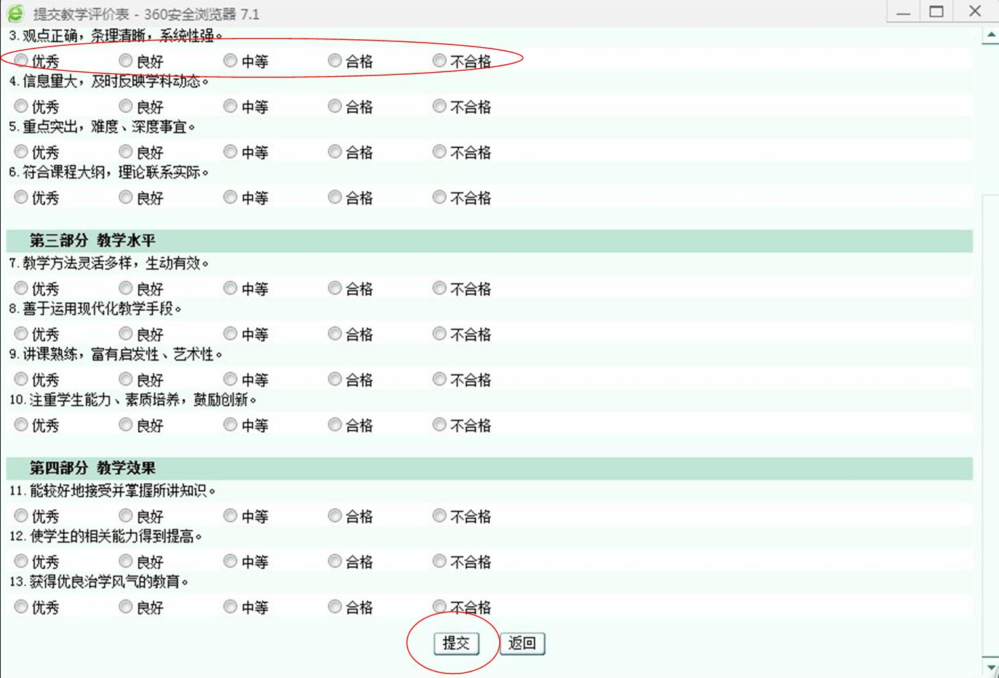 提交教学评价表 - 360安全浏览器 7.1
3. 观点正确，条理清晰，系统性强。
优秀 良好 中等 合格 不合格
4. 信息量大，及时反映学科动态。
优秀 良好 中等 合格 不合格
5. 重点突出，难度、深度事宜。
优秀 良好 中等 合格 不合格
6. 符合课程大纲，理论联系实际。
优秀 良好 中等 合格 不合格
第三部分 教学水平
7. 教学方法灵活多样，生动有效。
优秀 良好 中等 合格 不合格
8. 善于运用现代化教学手段。
优秀 良好 中等 合格 不合格
9. 讲课熟练，富有启发性、艺术性。
优秀 良好 中等 合格 不合格
10. 注重学生能力、素质培养，鼓励创新。
优秀 良好 中等 合格 不合格
第四部分 教学效果
11. 能较好地接受并掌握所讲知识。
优秀 良好 中等 合格 不合格
12. 使学生的相关能力得到提高。
优秀 良好 中等 合格 不合格
13. 获得优良治学风气的教育。
优秀 良好 中等 合格 不合格
提交 返回